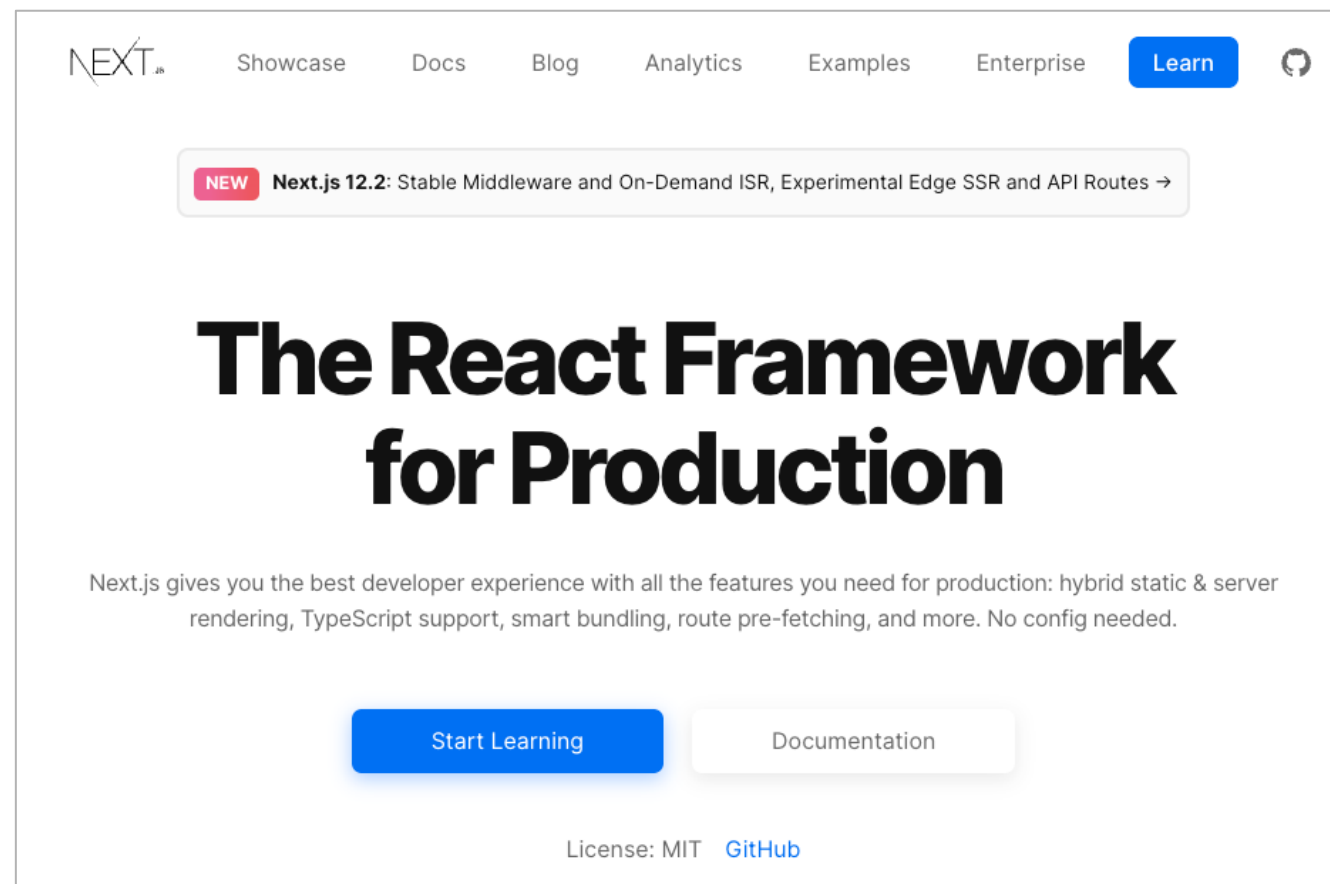 NEXT.JS Showcase Docs Blog Analytics Examples Enterprise Learn
NEW Next.js 12.2: Stable Middleware and On-Demand ISR, Experimental Edge SSR and API Routes →
The React Framework
for Production
Next.js gives you the best developer experience with all the features you need for production: hybrid static & server
rendering, TypeScript support, smart bundling, route pre-fetching, and more. No config needed.
Start Learning Documentation
License: MIT GitHub